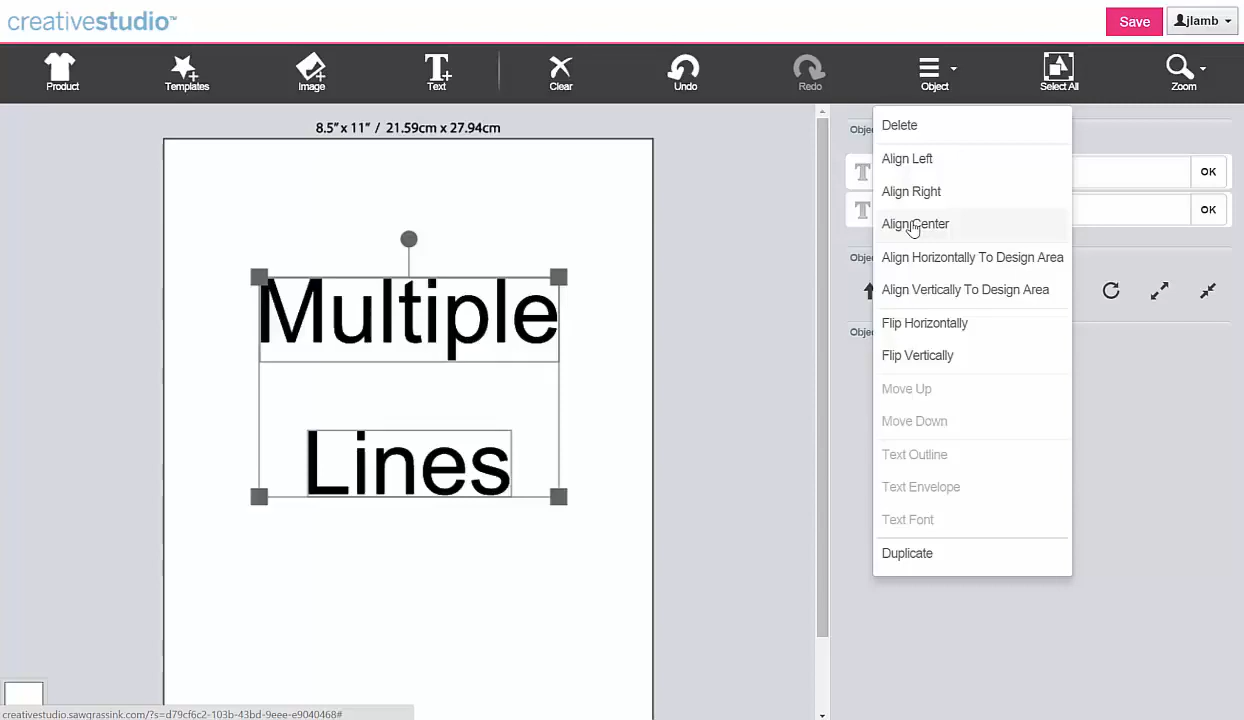 creativestudio™
Save
jlamb
Product
Templates
Image
Text
Clear
Undo
Redo
Object
Select All
Zoom
8.5" x 11" / 21.59cm x 27.94cm
Multiple
Lines
Delete
Align Left
Align Right
Align Center
Align Horizontally To Design Area
Align Vertically To Design Area
Flip Horizontally
Flip Vertically
Move Up
Move Down
Text Outline
Text Envelope
Text Font
Duplicate
Objec
T
OK
T
OK
Objec
Objec
creativestudio.sawgrassink.com/?s=d79cf6c2-103b-43bd-9eee-e9040468#